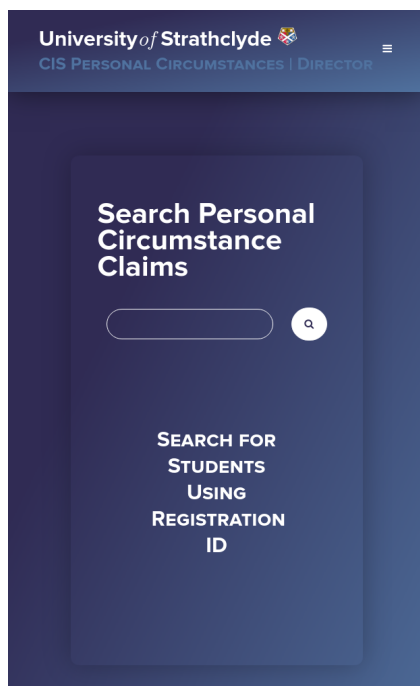 University of Strathclyde
CIS Personal Circumstances | Director
Search Personal
Circumstance
Claims
Search for
Students
Using
Registration
ID